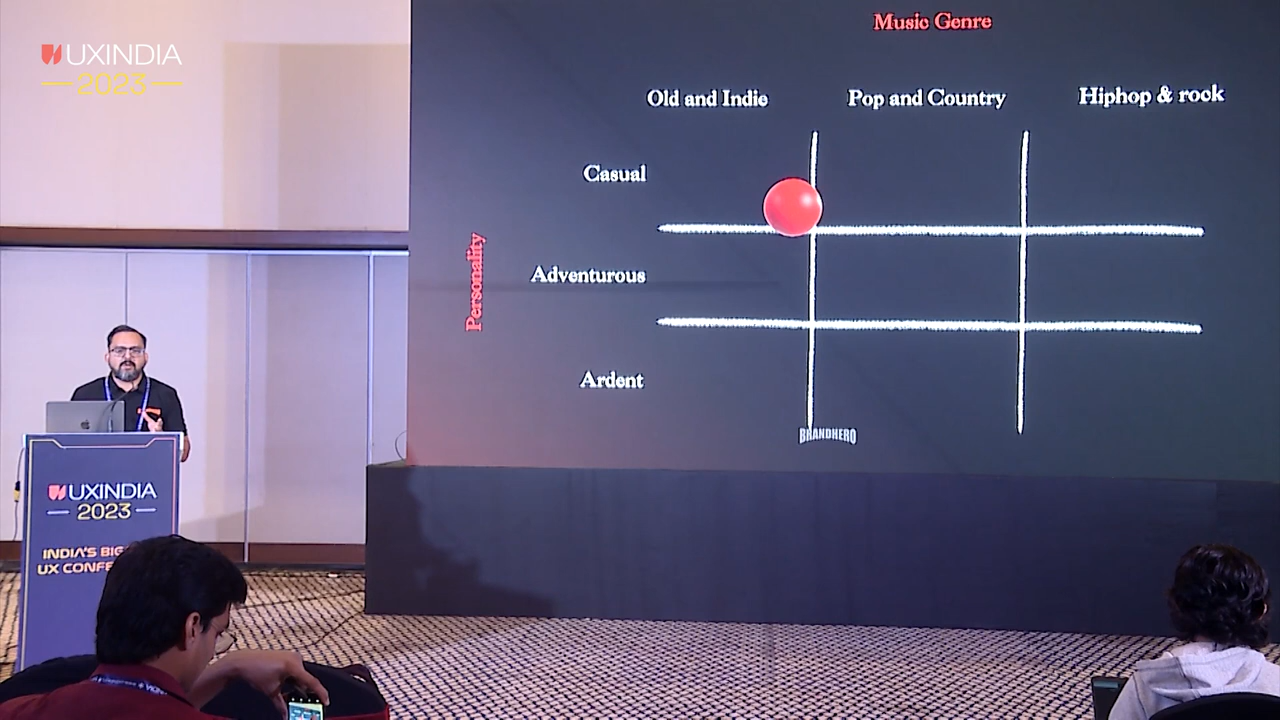 UXINDIA
2023
Music Genre
Old and Indie
Pop and Country
Hiphop & rock
Casual
Personality
Adventurous
Ardent
BRANDHERO
UXINDIA
2023
INDIA'S BIG
UX CONFE